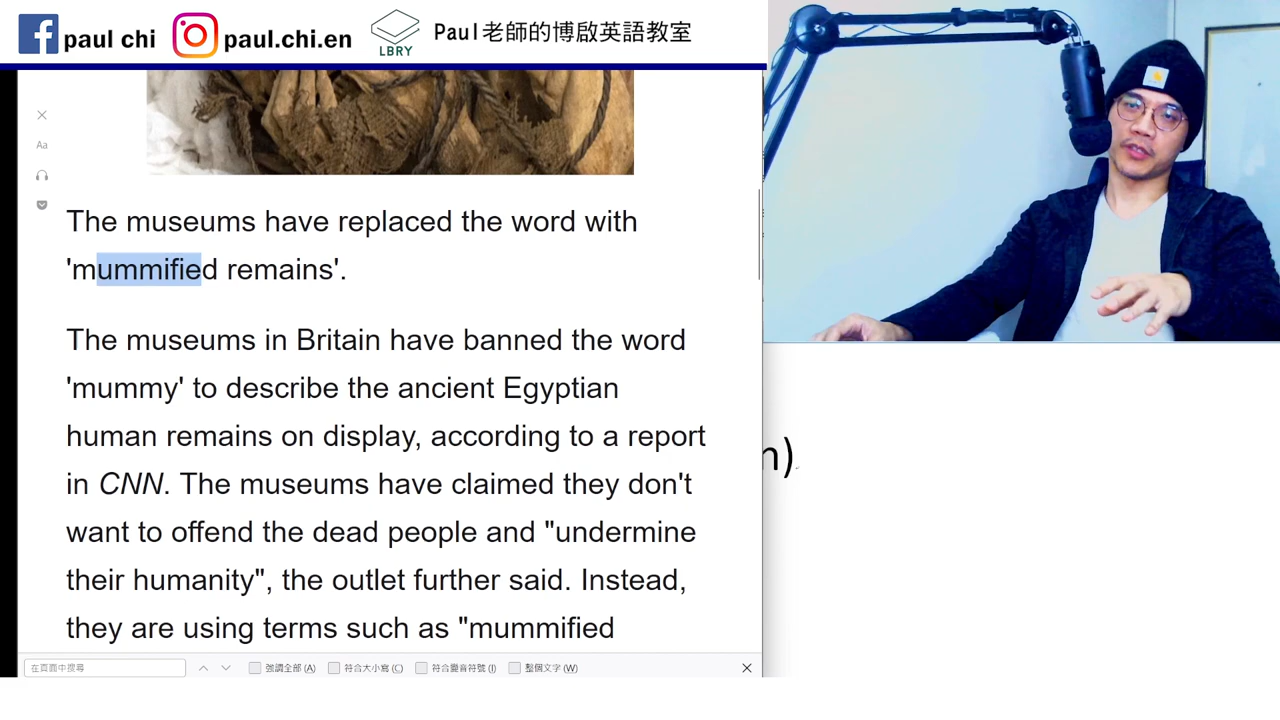 paul chi
paul.chi.en
LBRY
Paul老師的博啟英語教室
Aa
The museums have replaced the word with
'mummified remains'.
The museums in Britain have banned the word
'mummy' to describe the ancient Egyptian
human remains on display, according to a report
in CNN. The museums have claimed they don't
want to offend the dead people and "undermine
their humanity", the outlet further said. Instead,
they are using terms such as "mummified
n)
在頁面中搜尋
強調全部 (A)
符合大小寫 (C)
符合變音符號 (I)
整個文字 (W)